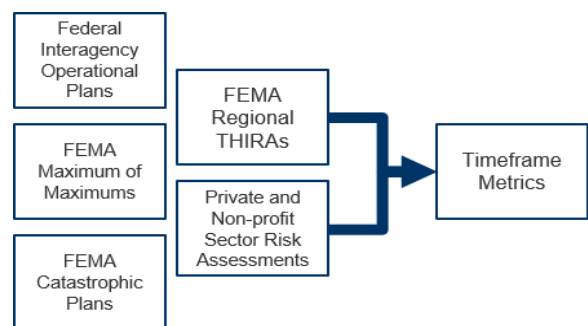 Federal
Interagency
Operational
Plans
FEMA
Maximum of
Maximums
FEMA
Catastrophic
Plans
FEMA
Regional
THIRAs
Private and
Non-profit
Sector Risk
Assessments
Timeframe
Metrics